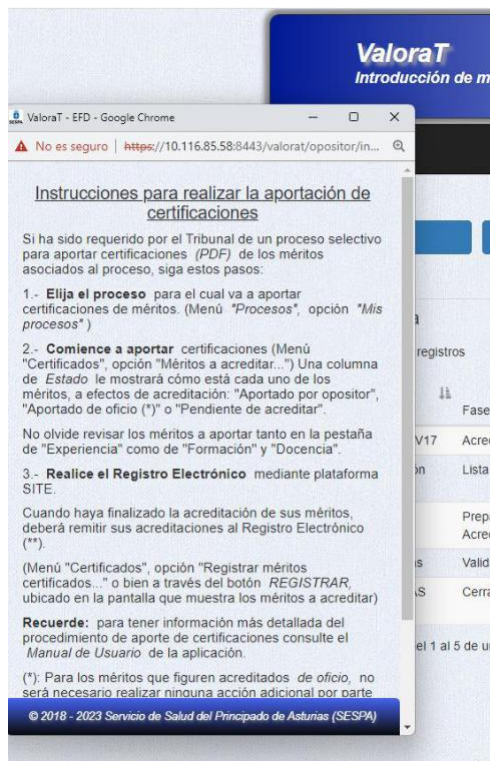 ValoraT
Introducción de m
ValoraT - EFD - Google Chrome
No es seguro | https://10.116.85.58:8443/valorat/opositor/in...
Instrucciones para realizar la aportación de
certificaciones
Si ha sido requerido por el Tribunal de un proceso selectivo
para aportar certificaciones (PDF) de los méritos
asociados al proceso, siga estos pasos:
1.- Elija el proceso para el cual va a aportar
certificaciones de méritos. (Menú "Procesos", opción "Mis
procesos" )
2.- Comience a aportar certificaciones (Menú
"Certificados", opción "Méritos a acreditar...") Una columna
de Estado le mostrará cómo está cada uno de los
méritos, a efectos de acreditación: "Aportado por opositor",
"Aportado de oficio (*)" o "Pendiente de acreditar".
No olvide revisar los méritos a aportar tanto en la pestaña
de "Experiencia" como de "Formación" y "Docencia".
3.- Realice el Registro Electrónico mediante plataforma
SITE.
Cuando haya finalizado la acreditación de sus méritos,
deberá remitir sus acreditaciones al Registro Electrónico
(**).
(Menú "Certificados", opción "Registrar méritos
certificados..." o bien a través del botón REGISTRAR,
ubicado en la pantalla que muestra los méritos a acreditar)
Recuerde: para tener información más detallada del
procedimiento de aporte de certificaciones consulte el
Manual de Usuario de la aplicación.
(*): Para los méritos que figuren acreditados de oficio, no
será necesario realizar ninguna acción adicional por parte
© 2018 - 2023 Servicio de Salud del Principado de Asturias (SESPA)
registros
Fase
V17 Acred
Lista
Prepa
Acred
Valid
AS Cerra
el 1 al 5 de u